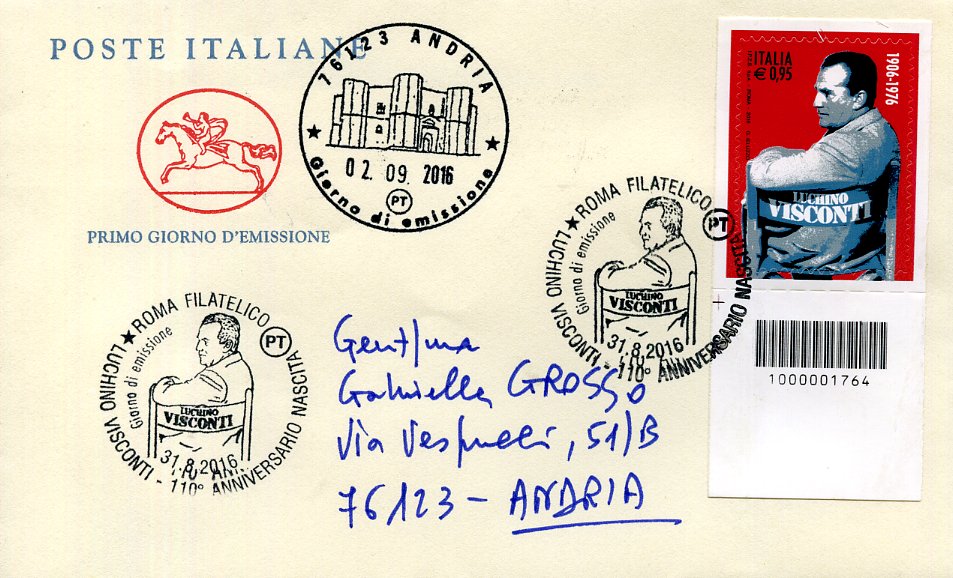 POSTE ITALIANE
PRIMO GIORNO D'EMISSIONE
76123 ANDRIA
02. 09. 2016
PT
Giorno di emissione
ITALIA
€ 0,95
1906-1976
LUCHINO
VISCONTI
ROMA FILATELICO
PT
Giorno di emissione
LUCHINO
VISCONTI
31.8.2016
LUCHINO VISCONTI - 110° ANNIVERSARIO NASCITA
1000001764
ROMA FILATELICO
PT
Giorno di emissione
LUCHINO
VISCONTI
31.8.2016
LUCHINO VISCONTI - 110° ANNIVERSARIO NASCITA
Gent/ma
Gabriella GROSSO
Via Vespucci, 51/B
76123 - ANDRIA